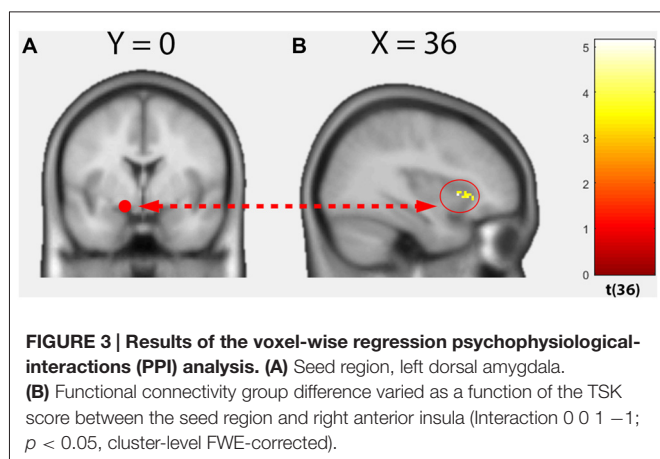 A
Y = 0
B
X = 36
5
4
3
2
1
0
t(36)
FIGURE 3 | Results of the voxel-wise regression psychophysiological-
interactions (PPI) analysis. (A) Seed region, left dorsal amygdala.
(B) Functional connectivity group difference varied as a function of the TSK
score between the seed region and right anterior insula (Interaction 0 0 1 −1;
p < 0.05, cluster-level FWE-corrected).